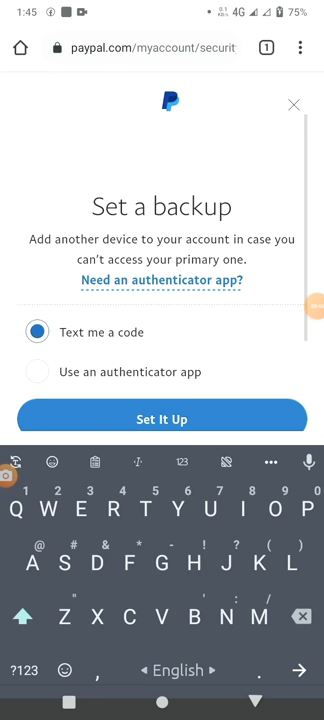 1:45 4G 75%
paypal.com/myaccount/securit 1
Set a backup
Add another device to your account in case you
can't access your primary one.
Need an authenticator app?
Text me a code
Use an authenticator app
Set It Up
123
1 2 3 4 5 6 7 8 9 0
Q W E R T Y U I O P
@ # & * - ! ? ( )
A S D F G H J K L
" ' : /
Z X C V B N M
?123 , English .